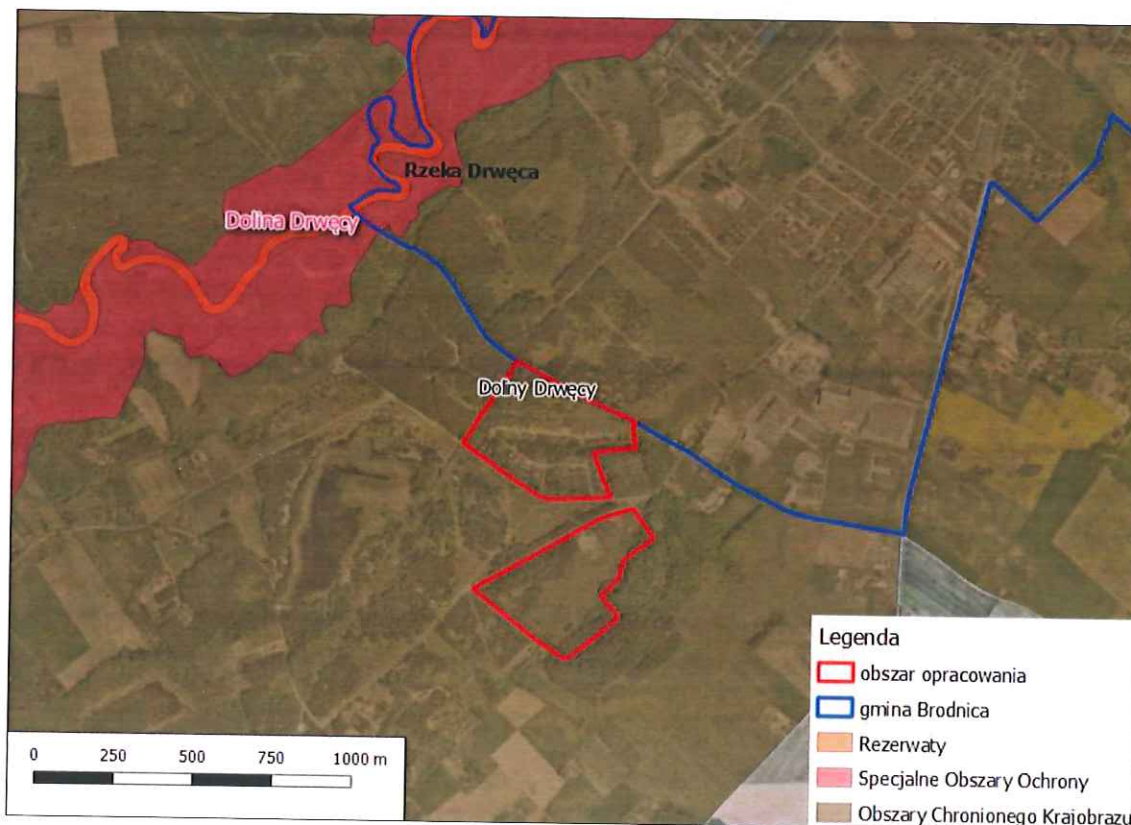 Rzeka Drwęca
Dolina Drwęcy
Doliny Drwęcy
Legenda
obszar opracowania
gmina Brodnica
Rezerwaty
Specjalne Obszary Ochrony
Obszary Chronionego Krajobrazu
0 250 500 750 1000 m